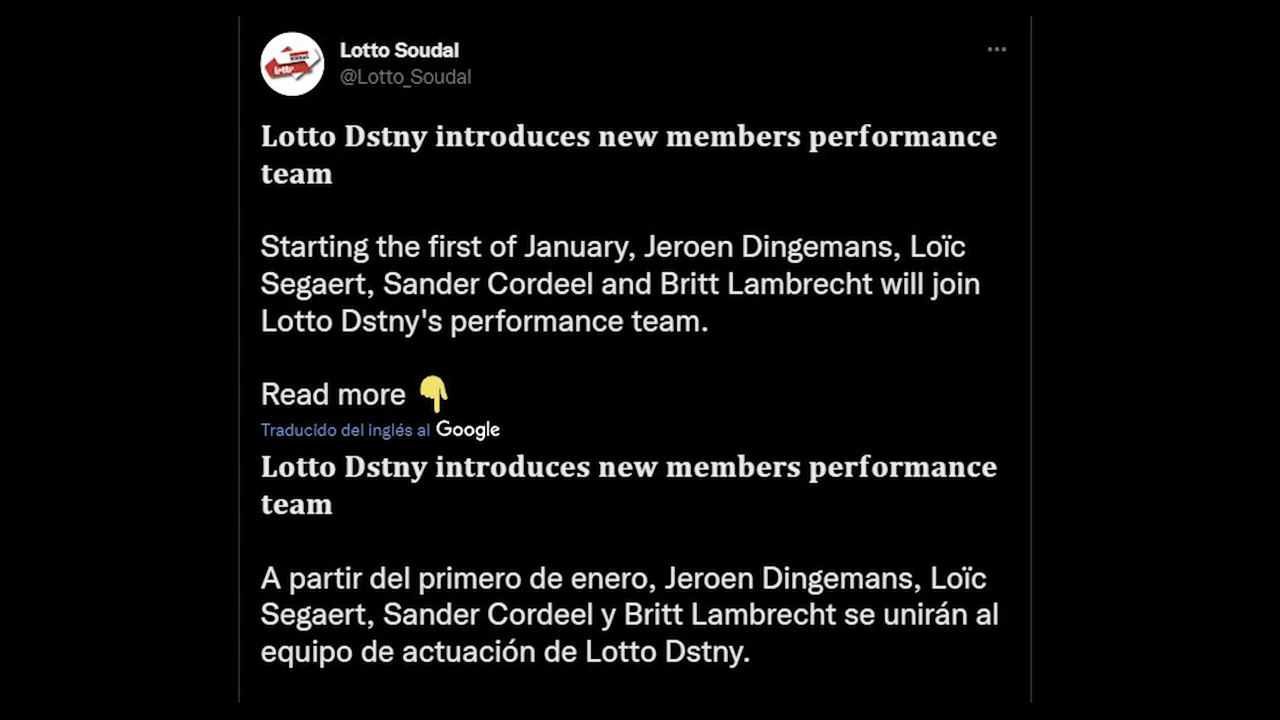 Lotto Soudal
@Lotto_Soudal
Lotto Dstny introduces new members performance
team
Starting the first of January, Jeroen Dingemans, Loïc
Segaert, Sander Cordeel and Britt Lambrecht will join
Lotto Dstny's performance team.
Read more 👇
Traducido del inglés al Google
Lotto Dstny introduces new members performance
team
A partir del primero de enero, Jeroen Dingemans, Loïc
Segaert, Sander Cordeel y Britt Lambrecht se unirán al
equipo de actuación de Lotto Dstny.